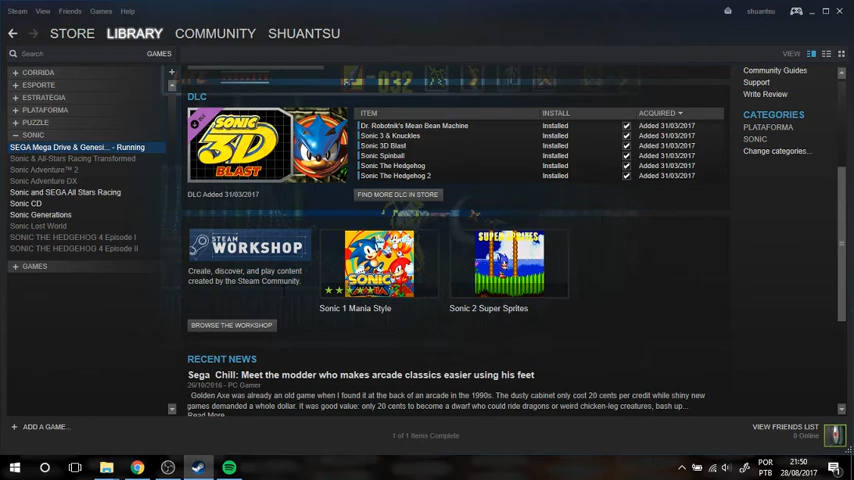 Steam View Friends Games Help
shuantsu
STORE LIBRARY COMMUNITY SHUANTSU
Search GAMES
VIEW
+ CORRIDA
+ ESPORTE
+ ESTRATÉGIA
+ PLATAFORMA
+ PUZZLE
− SONIC
SEGA Mega Drive & Genesi... - Running
Sonic & All-Stars Racing Transformed
Sonic Adventure™ 2
Sonic Adventure DX
Sonic and SEGA All Stars Racing
Sonic CD
Sonic Generations
Sonic Lost World
SONIC THE HEDGEHOG 4 Episode I
SONIC THE HEDGEHOG 4 Episode II
+ GAMES
DLC
SONIC
3D
BLAST
DLC Added 31/03/2017
ITEM INSTALL ACQUIRED
Dr. Robotnik's Mean Bean Machine Installed Added 31/03/2017
Sonic 3 & Knuckles Installed Added 31/03/2017
Sonic 3D Blast Installed Added 31/03/2017
Sonic Spinball Installed Added 31/03/2017
Sonic The Hedgehog Installed Added 31/03/2017
Sonic The Hedgehog 2 Installed Added 31/03/2017
FIND MORE DLC IN STORE
STEAM
WORKSHOP
Create, discover, and play content
created by the Steam Community.
BROWSE THE WORKSHOP
SONIC
MANIA
Sonic 1 Mania Style
SUPER SPRITES
Sonic 2 Super Sprites
RECENT NEWS
Sega Chill: Meet the modder who makes arcade classics easier using his feet
26/10/2016 - PC Gamer
Golden Axe was already an old game when I found it at the back of an arcade in the 1990s. The dusty cabinet only cost 20 cents per credit while shiny new
games demanded a whole dollar. It was good value: only 20 cents to become a dwarf who could ride dragons or weird chicken-leg creatures, bash up...
Read More
Community Guides
Support
Write Review
CATEGORIES
PLATAFORMA
SONIC
Change categories...
+ ADD A GAME...
1 of 1 Items Complete
VIEW FRIENDS LIST
0 Online
POR
PTB
21:50
28/08/2017